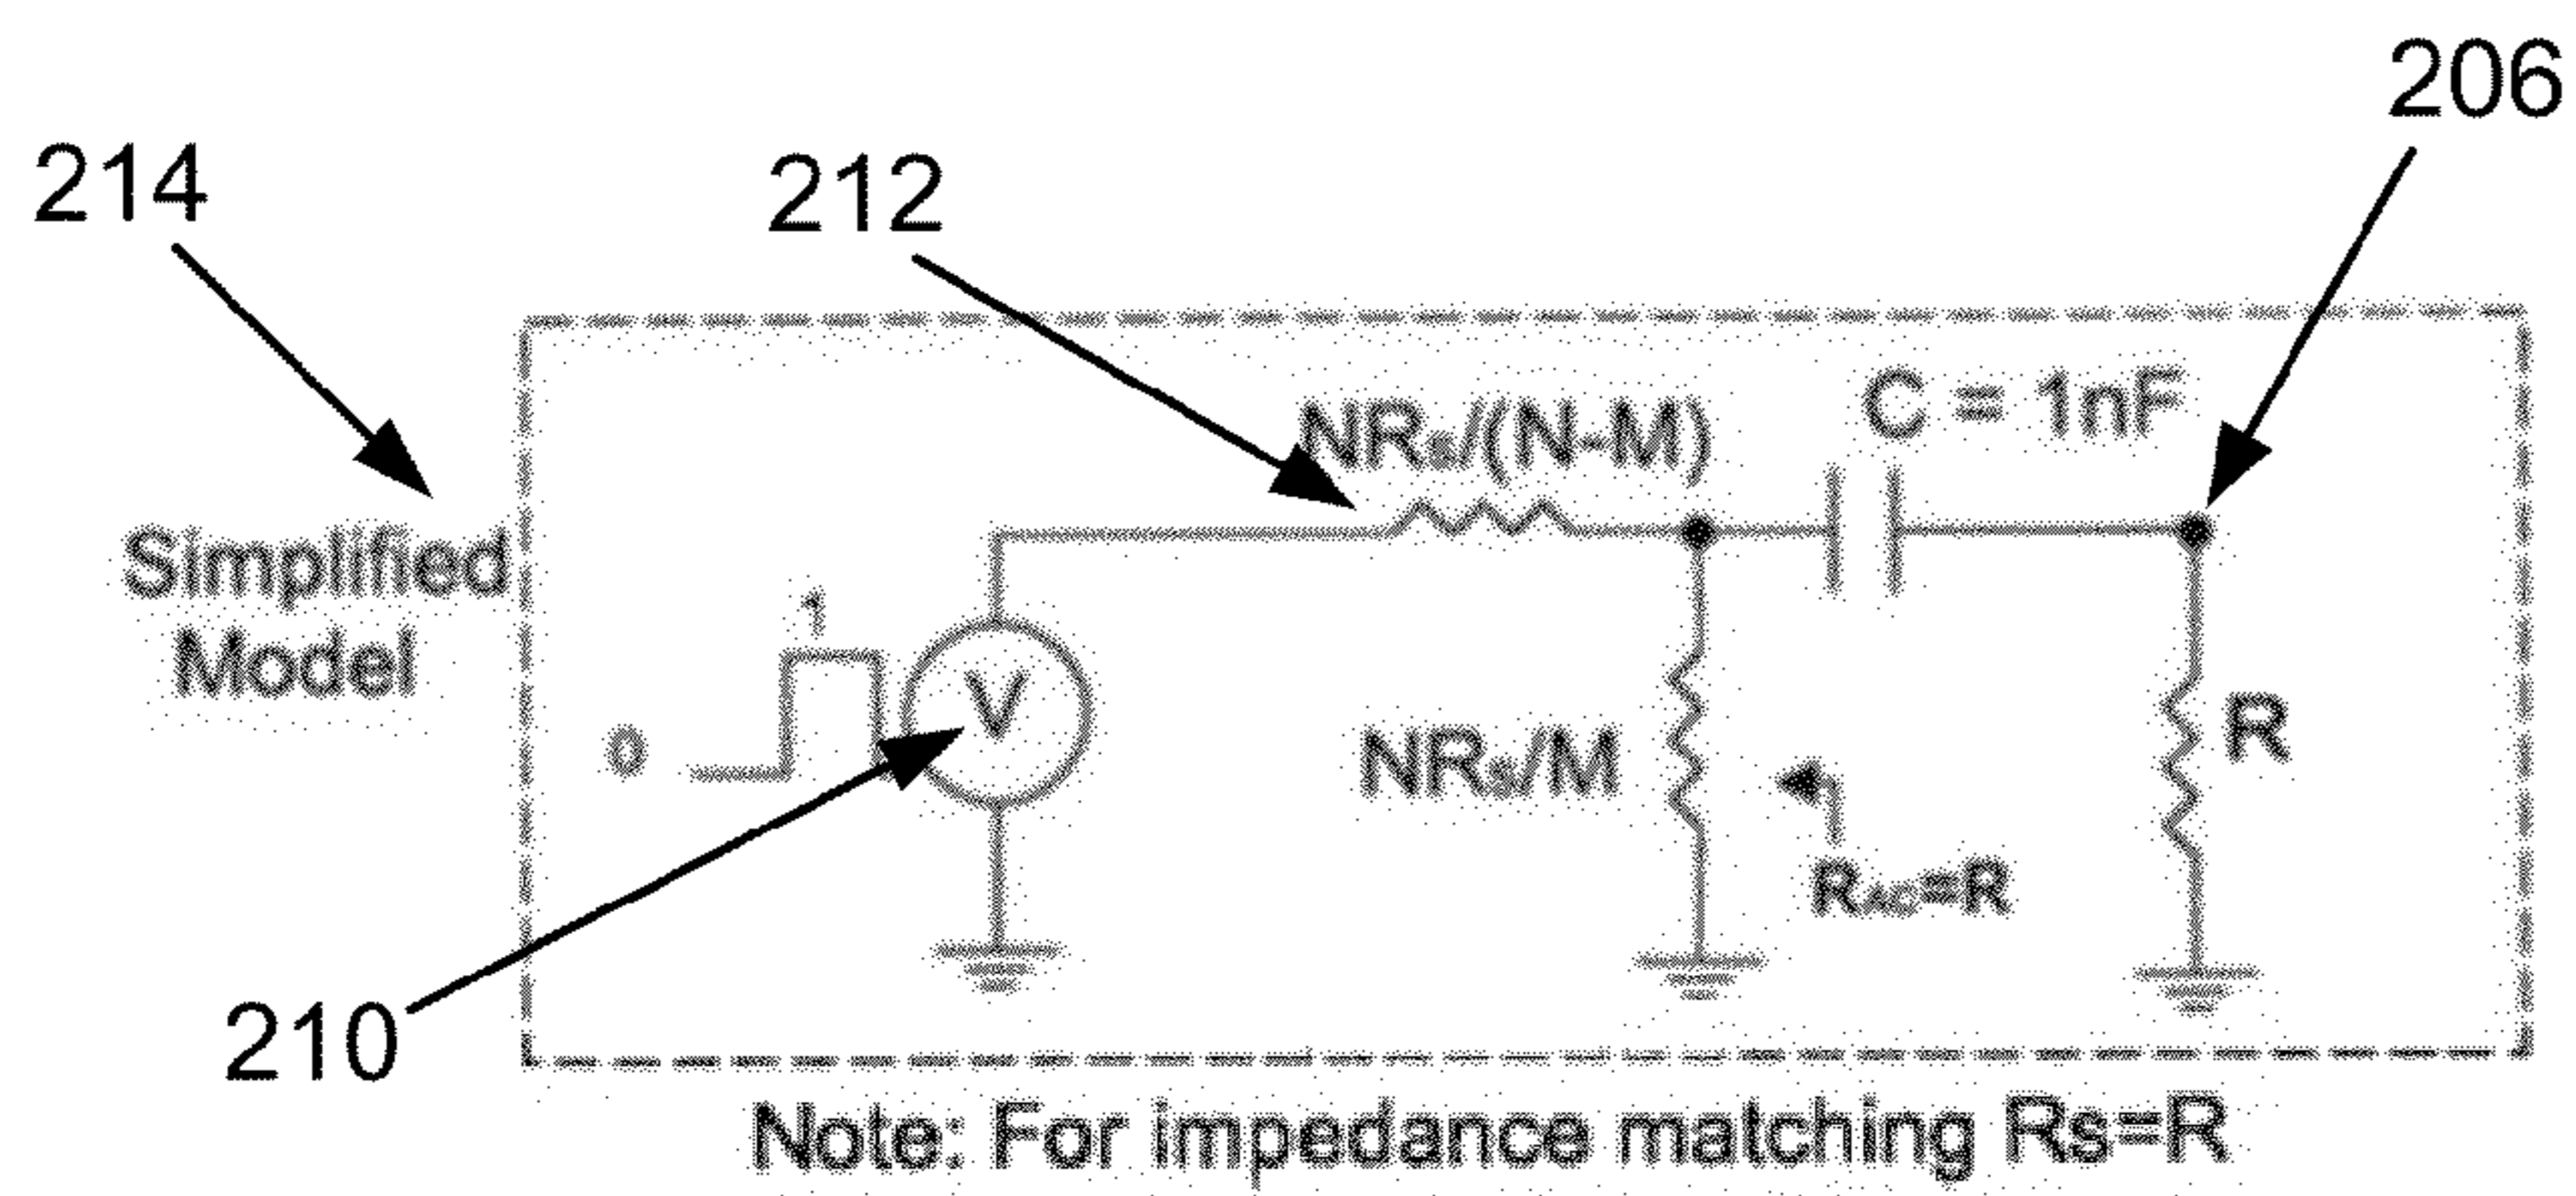 206
214
212
NRs/(N-M)
C = 1nF
Simplified
Model
1
V
0
NRs/M
R
RAC=R
210
Note: For impedance matching Rs=R